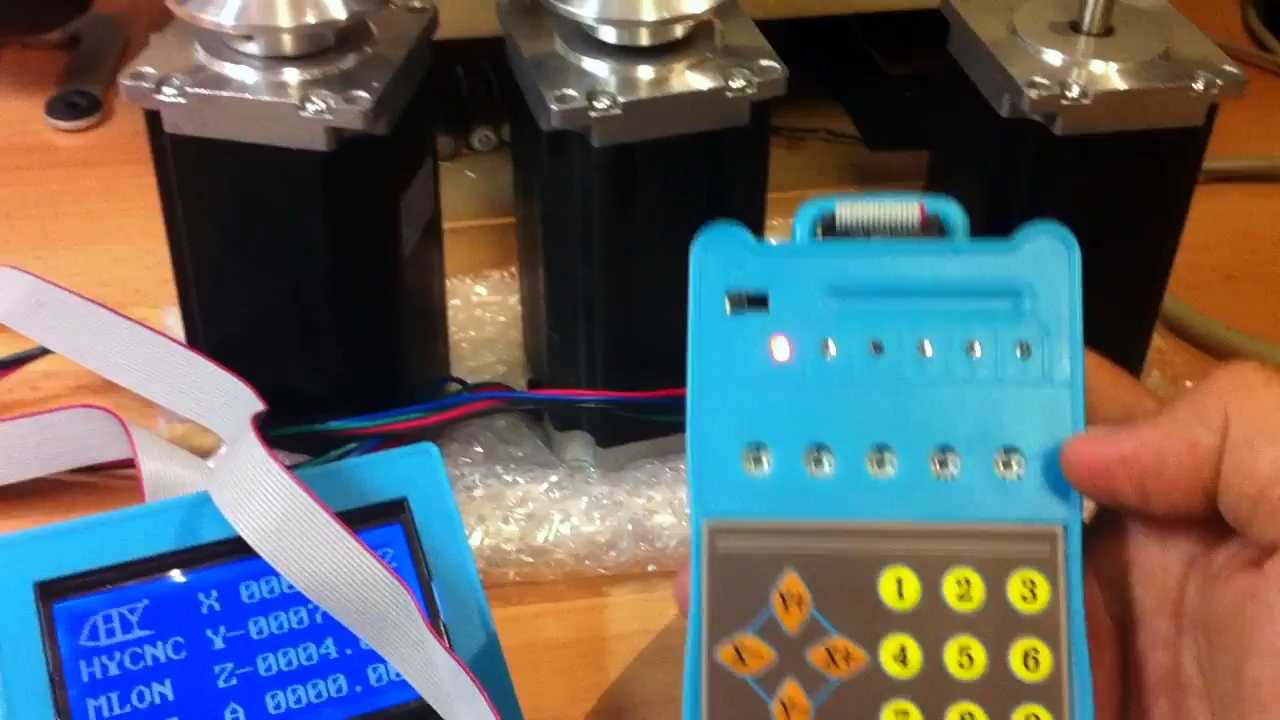 HY
HYCNC
MLON
X 000
Y-0007
Z-0004.
A 0000.00
Y+
X-
X+
1 2 3
4 5 6